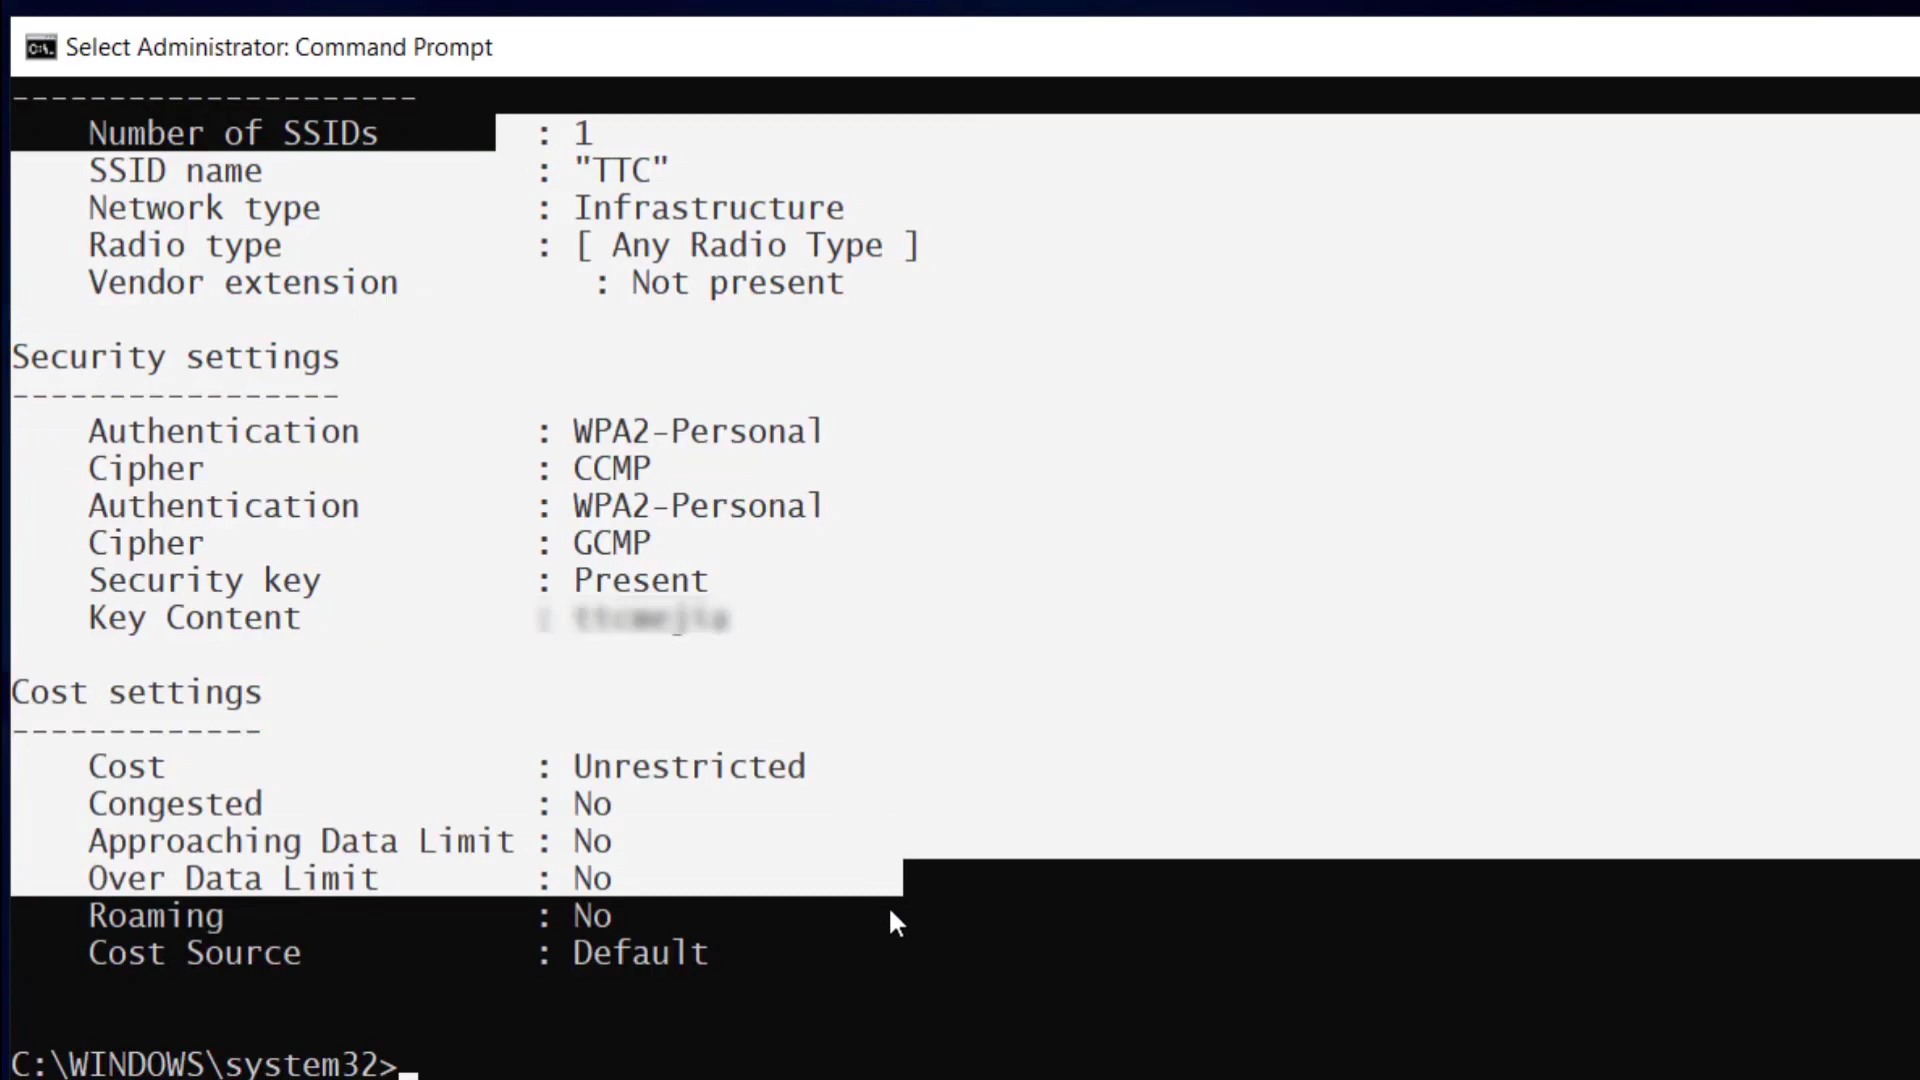 Select Administrator: Command Prompt
---------------------
Number of SSIDs : 1
SSID name : "TTC"
Network type : Infrastructure
Radio type : [ Any Radio Type ]
Vendor extension : Not present
Security settings
-----------------
Authentication : WPA2-Personal
Cipher : CCMP
Authentication : WPA2-Personal
Cipher : GCMP
Security key : Present
Key Content :
Cost settings
-------------
Cost : Unrestricted
Congested : No
Approaching Data Limit : No
Over Data Limit : No
Roaming : No
Cost Source : Default
C:\WINDOWS\system32>